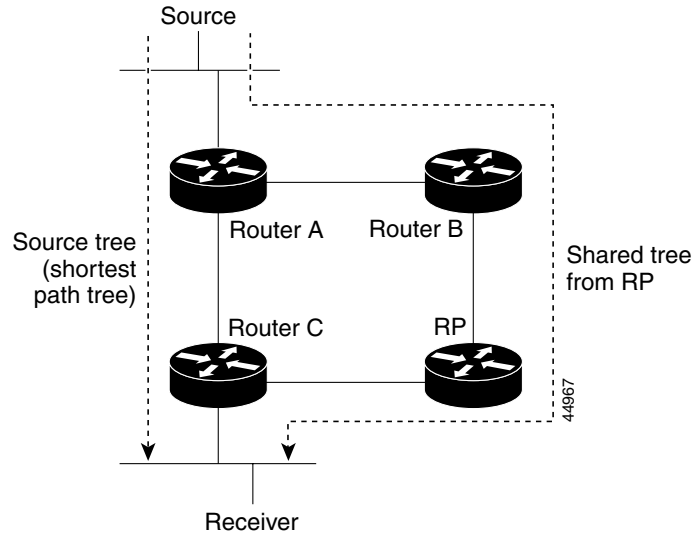 Source
Router A
Router B
Source tree
(shortest
path tree)
Shared tree
from RP
Router C
RP
44967
Receiver